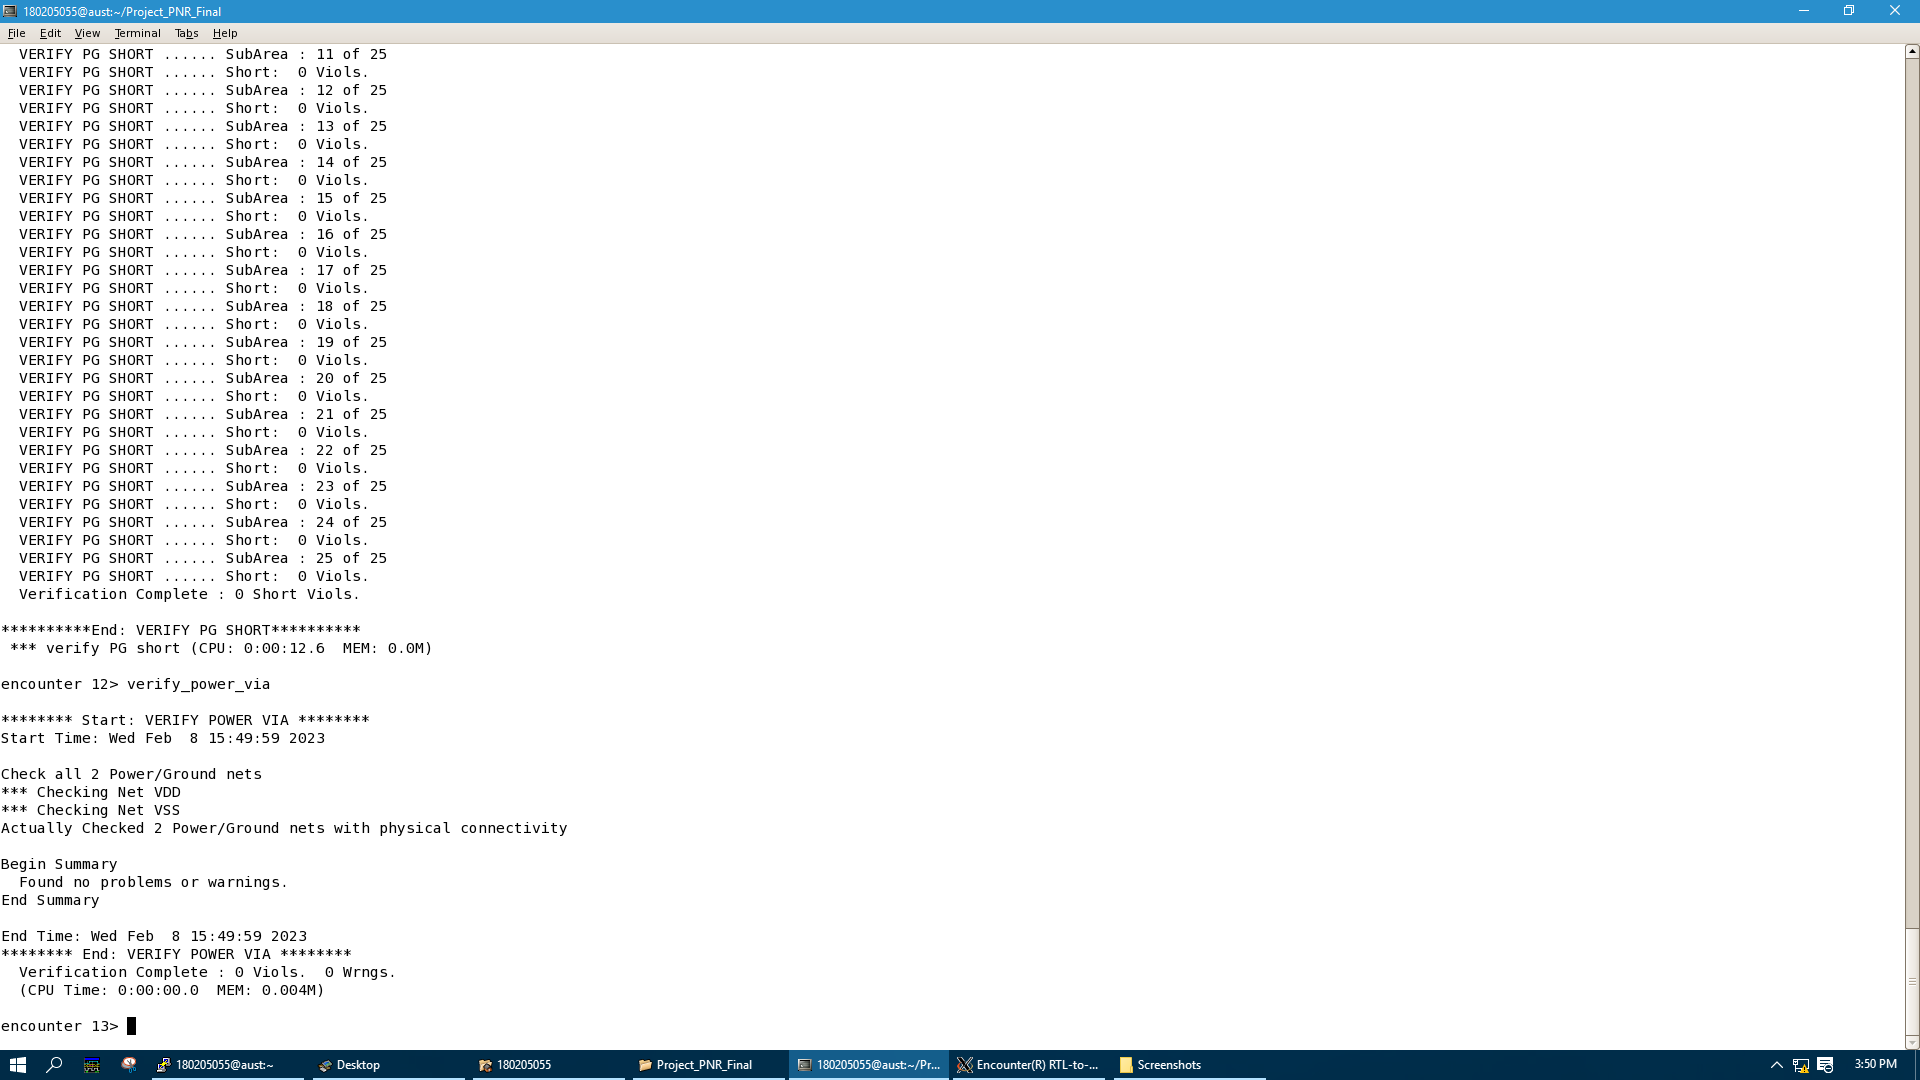 180205055@aust:~/Project_PNR_Final
File Edit View Terminal Tabs Help
VERIFY PG SHORT ...... SubArea : 11 of 25
VERIFY PG SHORT ...... Short:  0 Viols.
VERIFY PG SHORT ...... SubArea : 12 of 25
VERIFY PG SHORT ...... Short:  0 Viols.
VERIFY PG SHORT ...... SubArea : 13 of 25
VERIFY PG SHORT ...... Short:  0 Viols.
VERIFY PG SHORT ...... SubArea : 14 of 25
VERIFY PG SHORT ...... Short:  0 Viols.
VERIFY PG SHORT ...... SubArea : 15 of 25
VERIFY PG SHORT ...... Short:  0 Viols.
VERIFY PG SHORT ...... SubArea : 16 of 25
VERIFY PG SHORT ...... Short:  0 Viols.
VERIFY PG SHORT ...... SubArea : 17 of 25
VERIFY PG SHORT ...... Short:  0 Viols.
VERIFY PG SHORT ...... SubArea : 18 of 25
VERIFY PG SHORT ...... Short:  0 Viols.
VERIFY PG SHORT ...... SubArea : 19 of 25
VERIFY PG SHORT ...... Short:  0 Viols.
VERIFY PG SHORT ...... SubArea : 20 of 25
VERIFY PG SHORT ...... Short:  0 Viols.
VERIFY PG SHORT ...... SubArea : 21 of 25
VERIFY PG SHORT ...... Short:  0 Viols.
VERIFY PG SHORT ...... SubArea : 22 of 25
VERIFY PG SHORT ...... Short:  0 Viols.
VERIFY PG SHORT ...... SubArea : 23 of 25
VERIFY PG SHORT ...... Short:  0 Viols.
VERIFY PG SHORT ...... SubArea : 24 of 25
VERIFY PG SHORT ...... Short:  0 Viols.
VERIFY PG SHORT ...... SubArea : 25 of 25
VERIFY PG SHORT ...... Short:  0 Viols.
Verification Complete : 0 Short Viols.
**********End: VERIFY PG SHORT**********
*** verify PG short (CPU: 0:00:12.6  MEM: 0.0M)
encounter 12> verify_power_via
******** Start: VERIFY POWER VIA ********
Start Time: Wed Feb  8 15:49:59 2023
Check all 2 Power/Ground nets
*** Checking Net VDD
*** Checking Net VSS
Actually Checked 2 Power/Ground nets with physical connectivity
Begin Summary
Found no problems or warnings.
End Summary
End Time: Wed Feb  8 15:49:59 2023
******** End: VERIFY POWER VIA ********
Verification Complete : 0 Viols.  0 Wrngs.
(CPU Time: 0:00:00.0  MEM: 0.004M)
encounter 13>
180205055@aust:~ Desktop 180205055 Project_PNR_Final 180205055@aust:~/Pr... Encounter(R) RTL-to-... Screenshots 3:50 PM